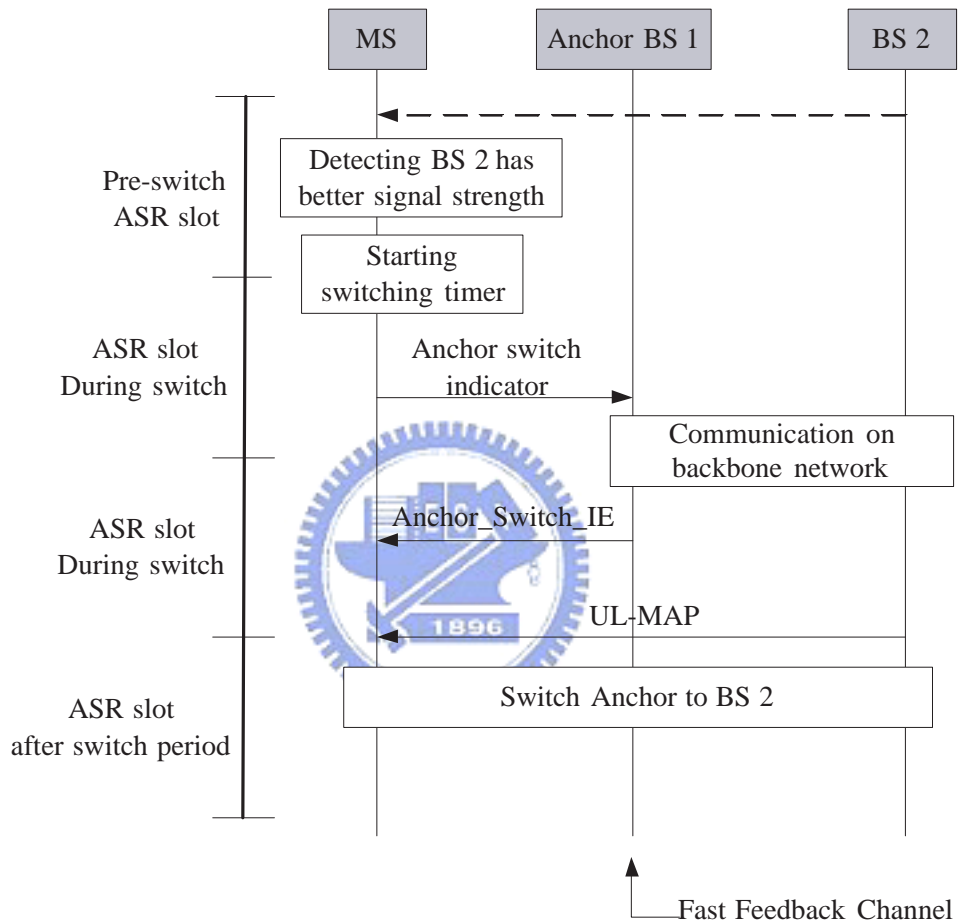 MS
Anchor BS 1
BS 2
Detecting BS 2 has
better signal strength
Pre-switch
ASR slot
Starting
switching timer
ASR slot
During switch
Anchor switch
indicator
Communication on
backbone network
ASR slot
During switch
Anchor_Switch_IE
UL-MAP
1896
Switch Anchor to BS 2
ASR slot
after switch period
Fast Feedback Channel